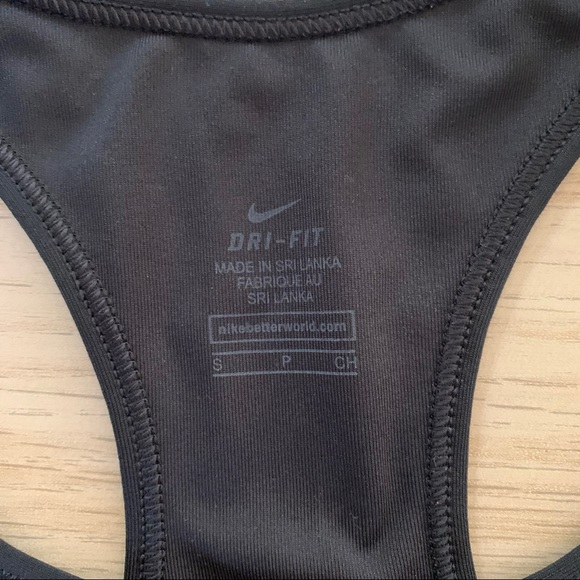 DRI-FIT
MADE IN SRI LANKA
FABRIQUE AU
SRI LANKA
nikebetterworld.com
S P CH